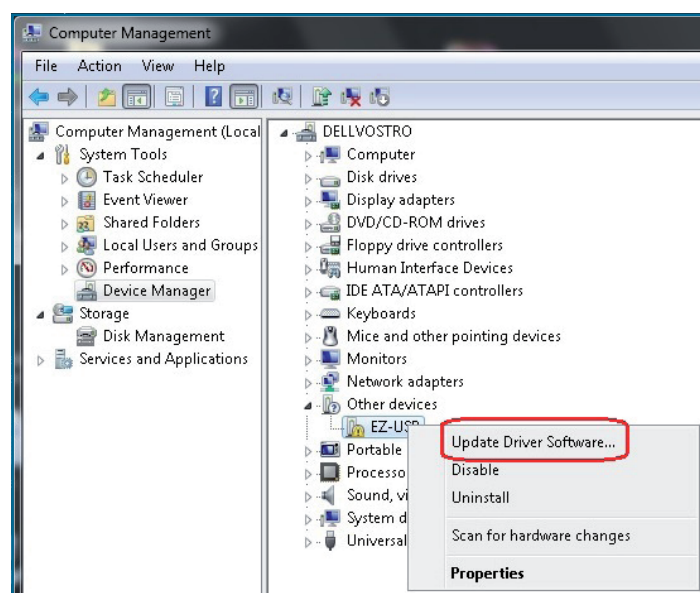 Computer Management
File Action View Help
Computer Management (Local
System Tools
Task Scheduler
Event Viewer
Shared Folders
Local Users and Groups
Performance
Device Manager
Storage
Disk Management
Services and Applications
DELLVOSTRO
Computer
Disk drives
Display adapters
DVD/CD-ROM drives
Floppy drive controllers
Human Interface Devices
IDE ATA/ATAPI controllers
Keyboards
Mice and other pointing devices
Monitors
Network adapters
Other devices
EZ-USB
Portable
Processo
Sound, vi
System d
Universal
Update Driver Software...
Disable
Uninstall
Scan for hardware changes
Properties